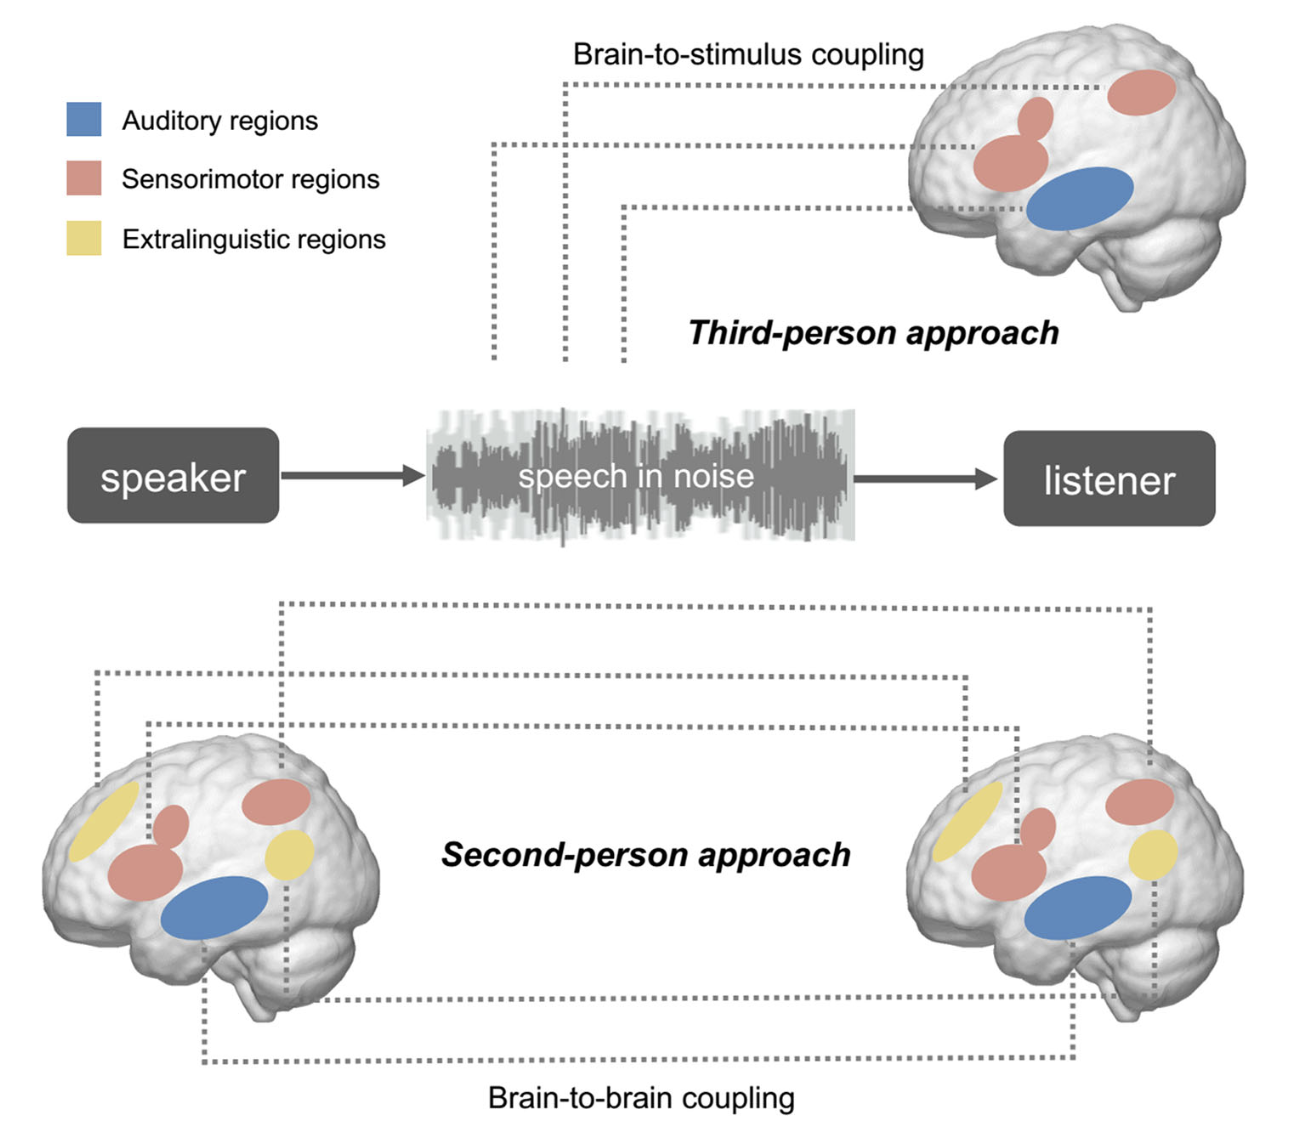 Brain-to-stimulus coupling
Auditory regions
Sensorimotor regions
Extralinguistic regions
Third-person approach
speaker
speech in noise
listener
Second-person approach
Brain-to-brain coupling